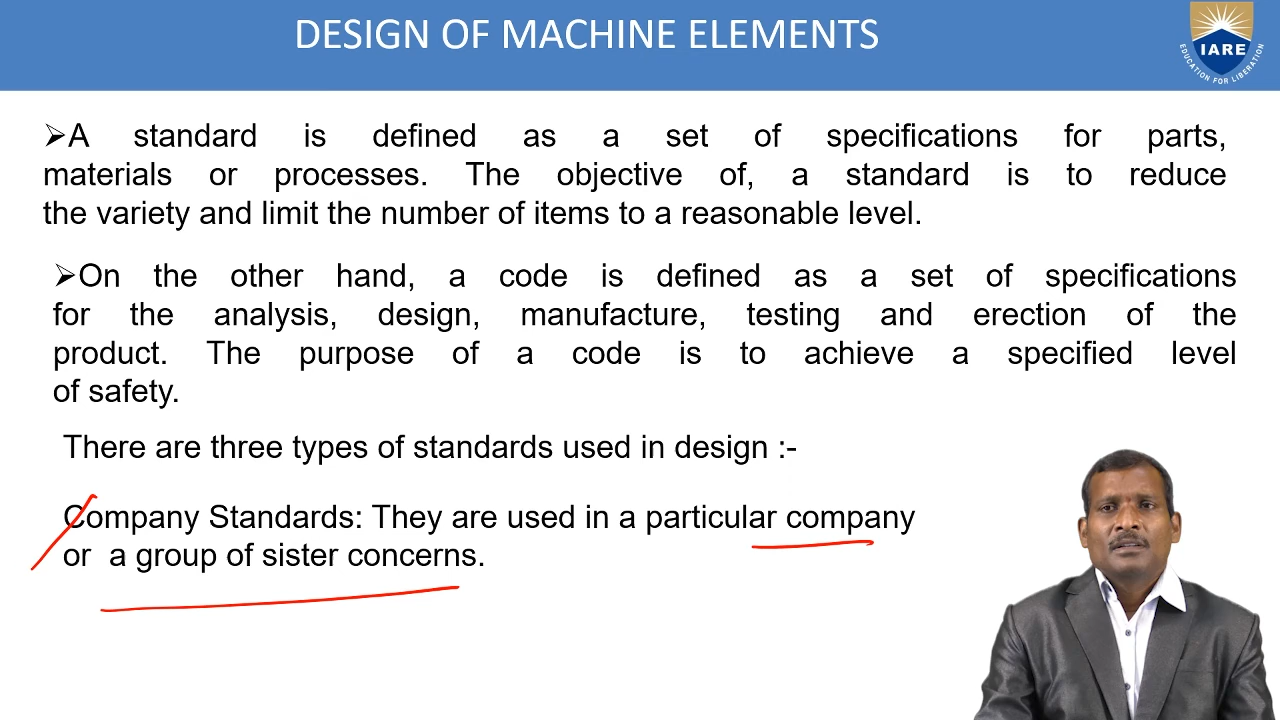 DESIGN OF MACHINE ELEMENTS
IARE
EDUCATION FOR LIBERATION
➢A standard is defined as a set of specifications for parts,
materials or processes. The objective of, a standard is to reduce
the variety and limit the number of items to a reasonable level.
➢On the other hand, a code is defined as a set of specifications
for the analysis, design, manufacture, testing and erection of the
product. The purpose of a code is to achieve a specified level
of safety.
There are three types of standards used in design :-
Company Standards: They are used in a particular company
or a group of sister concerns.